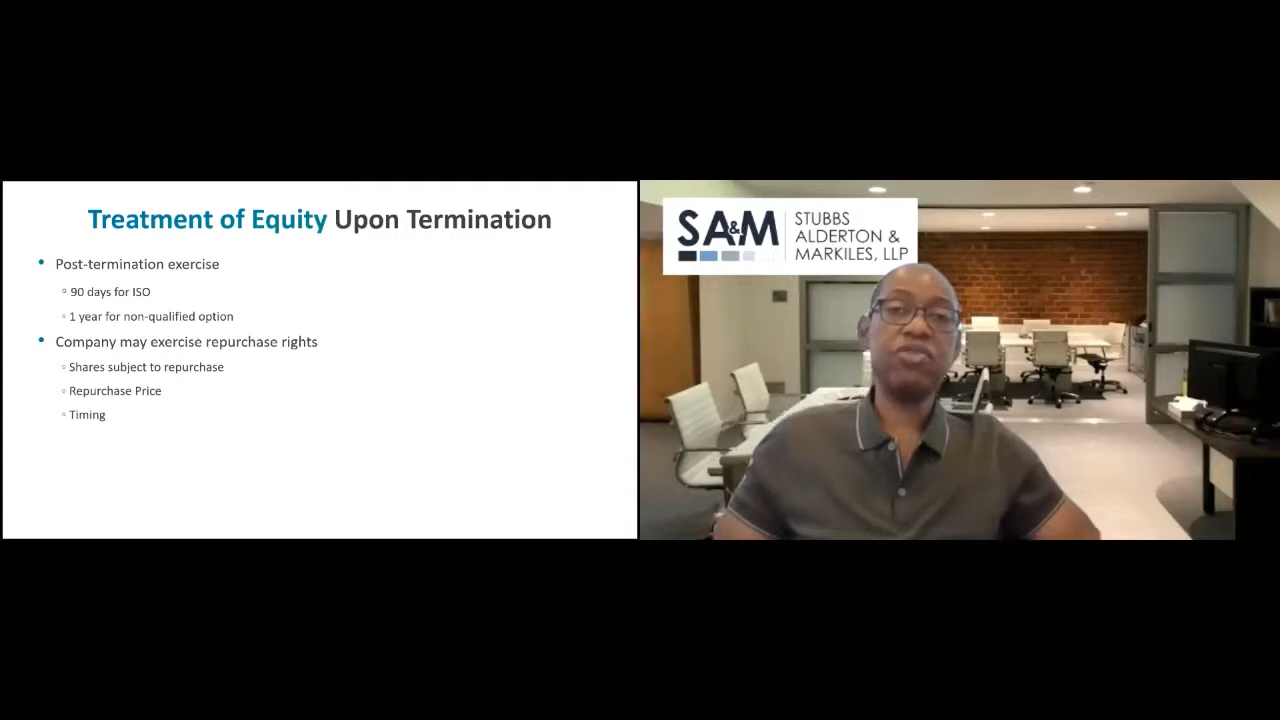 Treatment of Equity Upon Termination
• Post-termination exercise
◦ 90 days for ISO
◦ 1 year for non-qualified option
• Company may exercise repurchase rights
◦ Shares subject to repurchase
◦ Repurchase Price
◦ Timing
SA&M
STUBBS
ALDERTON &
MARKILES, LLP